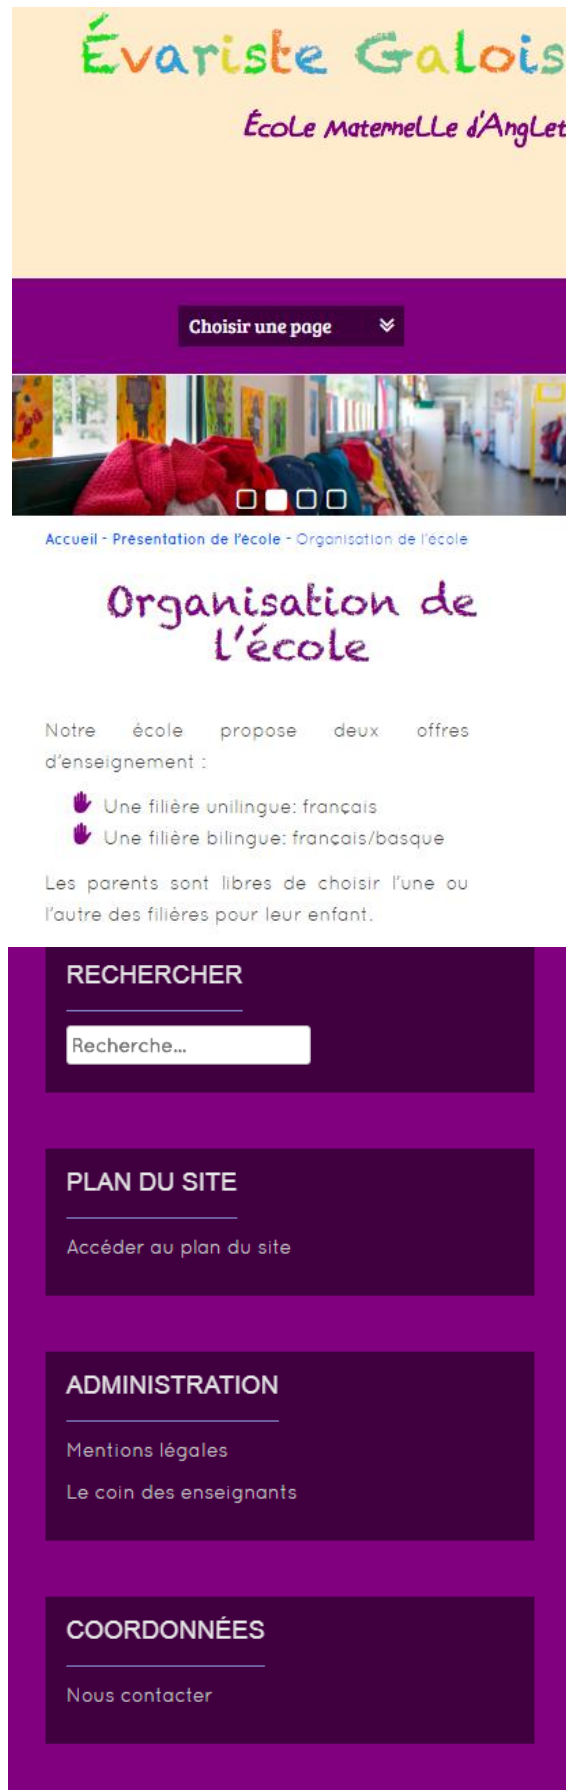 Évariste Galois
École Maternelle d'Anglet
Choisir une page
Accueil - Présentation de l'école - Organisation de l'école
Organisation de
l'école
Notre école propose deux offres
d'enseignement :
Une filière unilingue: français
Une filière bilingue: français/basque
Les parents sont libres de choisir l'une ou
l'autre des filières pour leur enfant.
RECHERCHER
Recherche...
PLAN DU SITE
Accéder au plan du site
ADMINISTRATION
Mentions légales
Le coin des enseignants
COORDONNÉES
Nous contacter